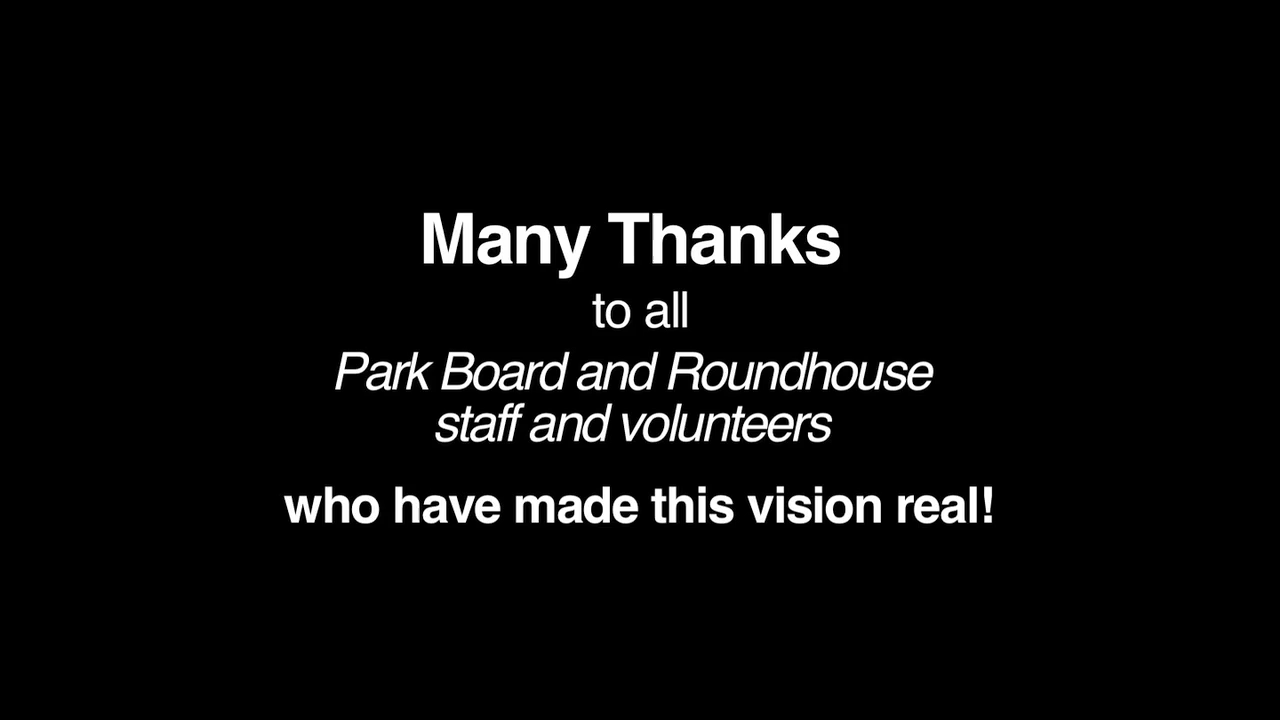 Many Thanks
to all
Park Board and Roundhouse
staff and volunteers
who have made this vision real!